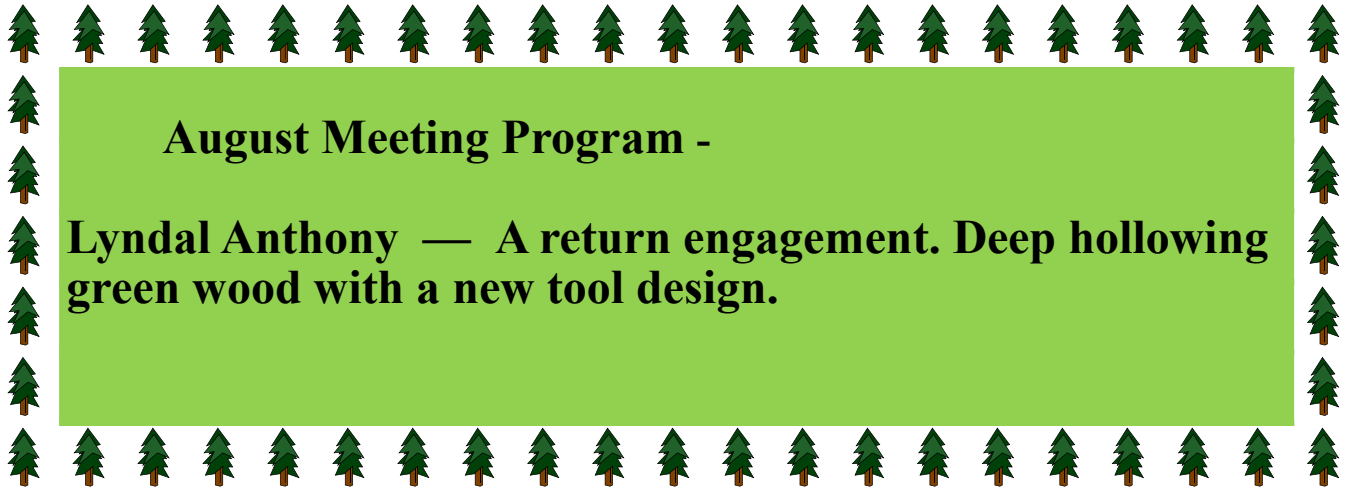 August Meeting Program -
Lyndal Anthony — A return engagement. Deep hollowing
green wood with a new tool design.